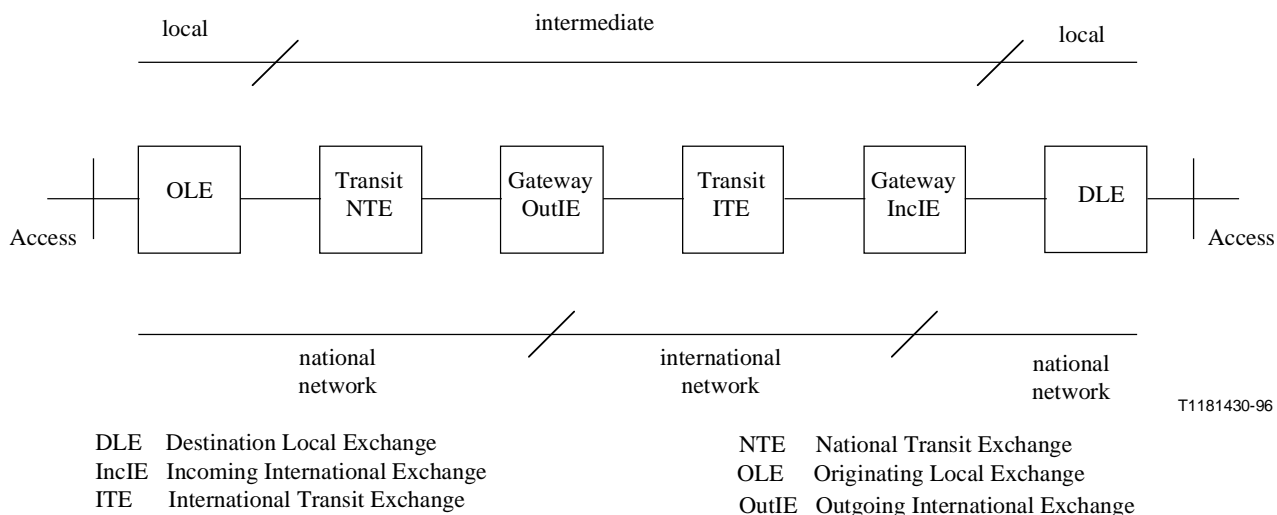 local
intermediate
local
OLE
Transit
NTE
Gateway
OutIE
Transit
ITE
Gateway
IncIE
DLE
Access
Access
national
network
international
network
national
network
T1181430-96
DLE Destination Local Exchange
IncIE Incoming International Exchange
ITE International Transit Exchange
NTE National Transit Exchange
OLE Originating Local Exchange
OutIE Outgoing International Exchange